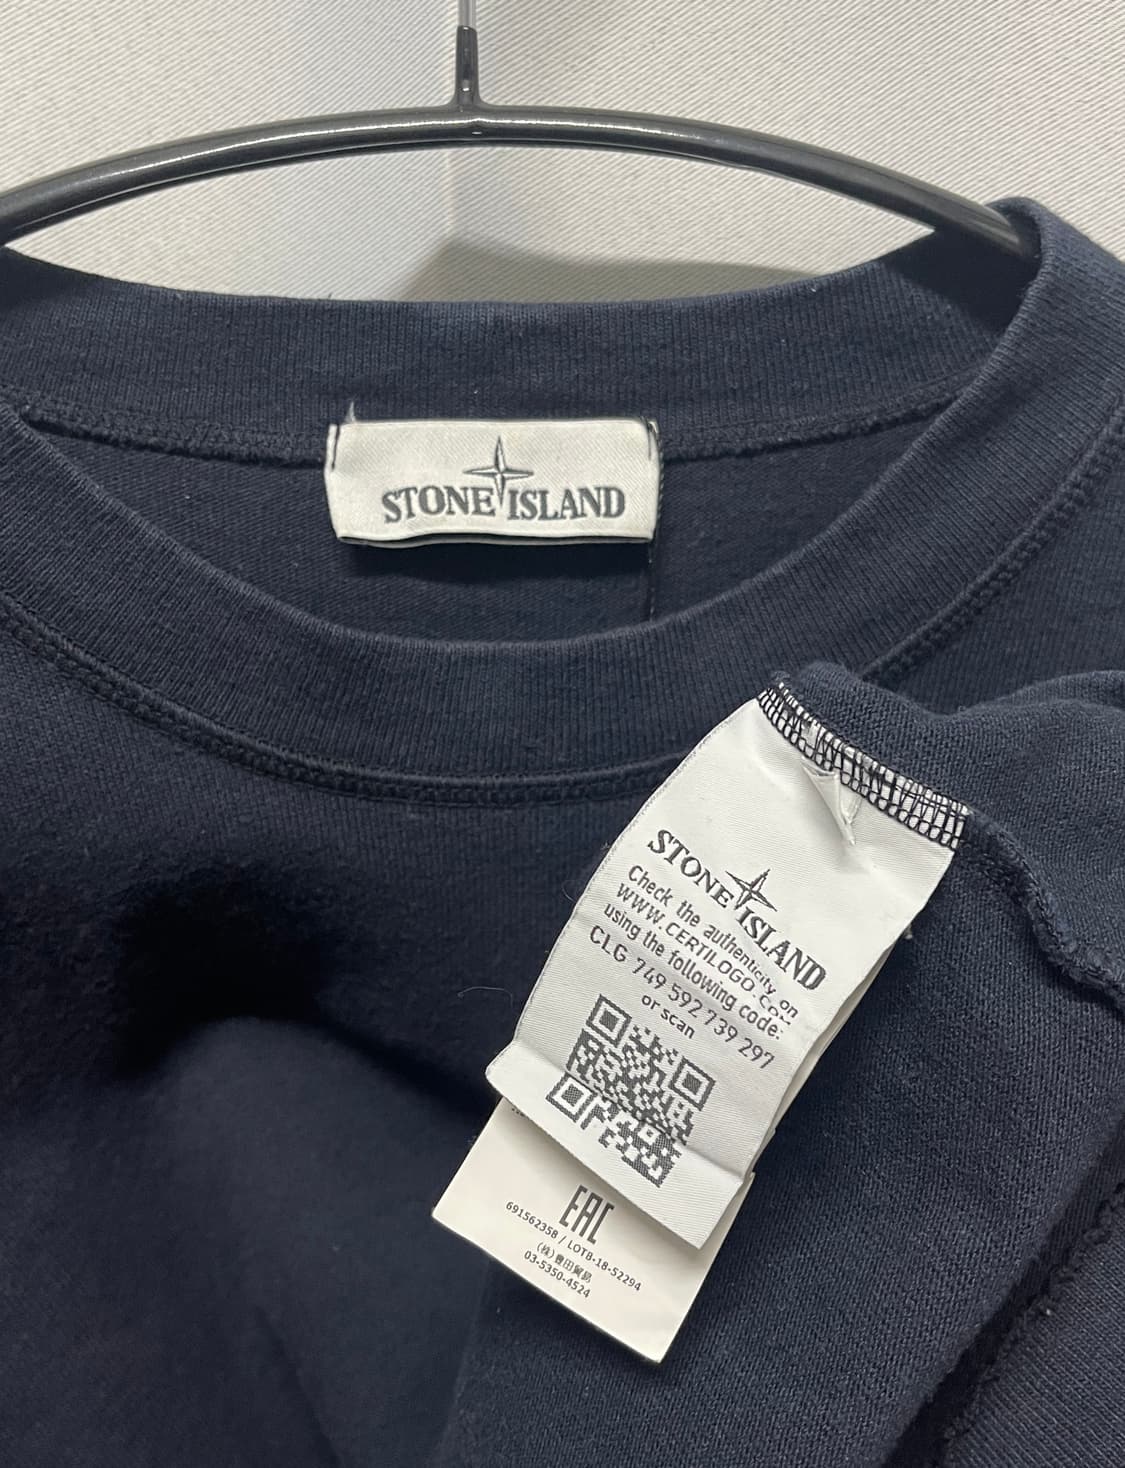 STONE ISLAND
STONE ISLAND
Check the authenticity on
WWW.CERTILOGO.COM
using the following code:
CLG 749 592 739 297
or scan
EAC
691562358 / LOTB-18-52294
(株)豊田貿易
03-5350-4524